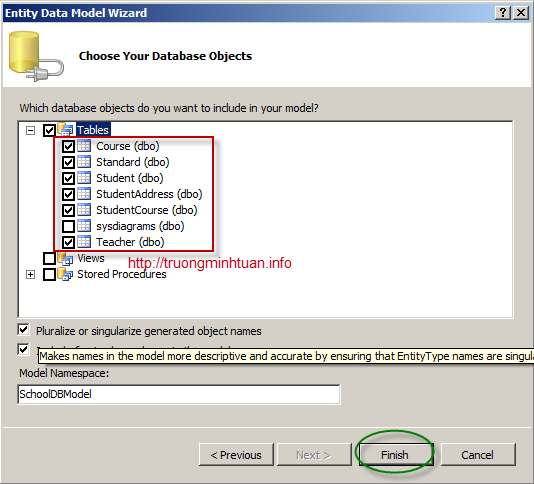 Entity Data Model Wizard
Choose Your Database Objects
Which database objects do you want to include in your model?
Tables
Course (dbo)
Standard (dbo)
Student (dbo)
StudentAddress (dbo)
StudentCourse (dbo)
sysdiagrams (dbo)
Teacher (dbo)
Views
http://truongminhtuan.info
Stored Procedures
Pluralize or singularize generated object names
Makes names in the model more descriptive and accurate by ensuring that EntityType names are singula
Model Namespace:
SchoolDBModel
< Previous Next > Finish Cancel